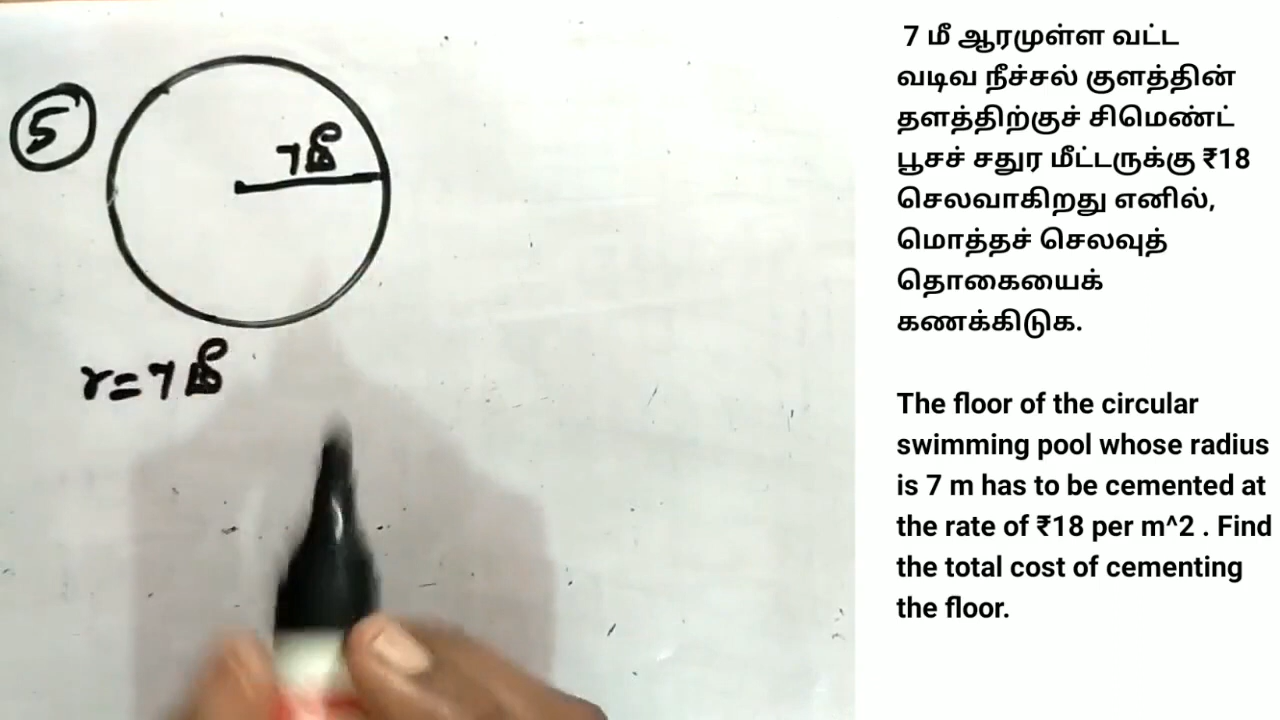 5
7மீ
r=7மீ
7 மீ ஆரமுள்ள வட்ட
வடிவ நீச்சல் குளத்தின்
தளத்திற்குச் சிமெண்ட்
பூசச் சதுர மீட்டருக்கு ₹18
செலவாகிறது எனில்,
மொத்தச் செலவுத்
தொகையைக்
கணக்கிடுக.
The floor of the circular
swimming pool whose radius
is 7 m has to be cemented at
the rate of ₹18 per m^2 . Find
the total cost of cementing
the floor.